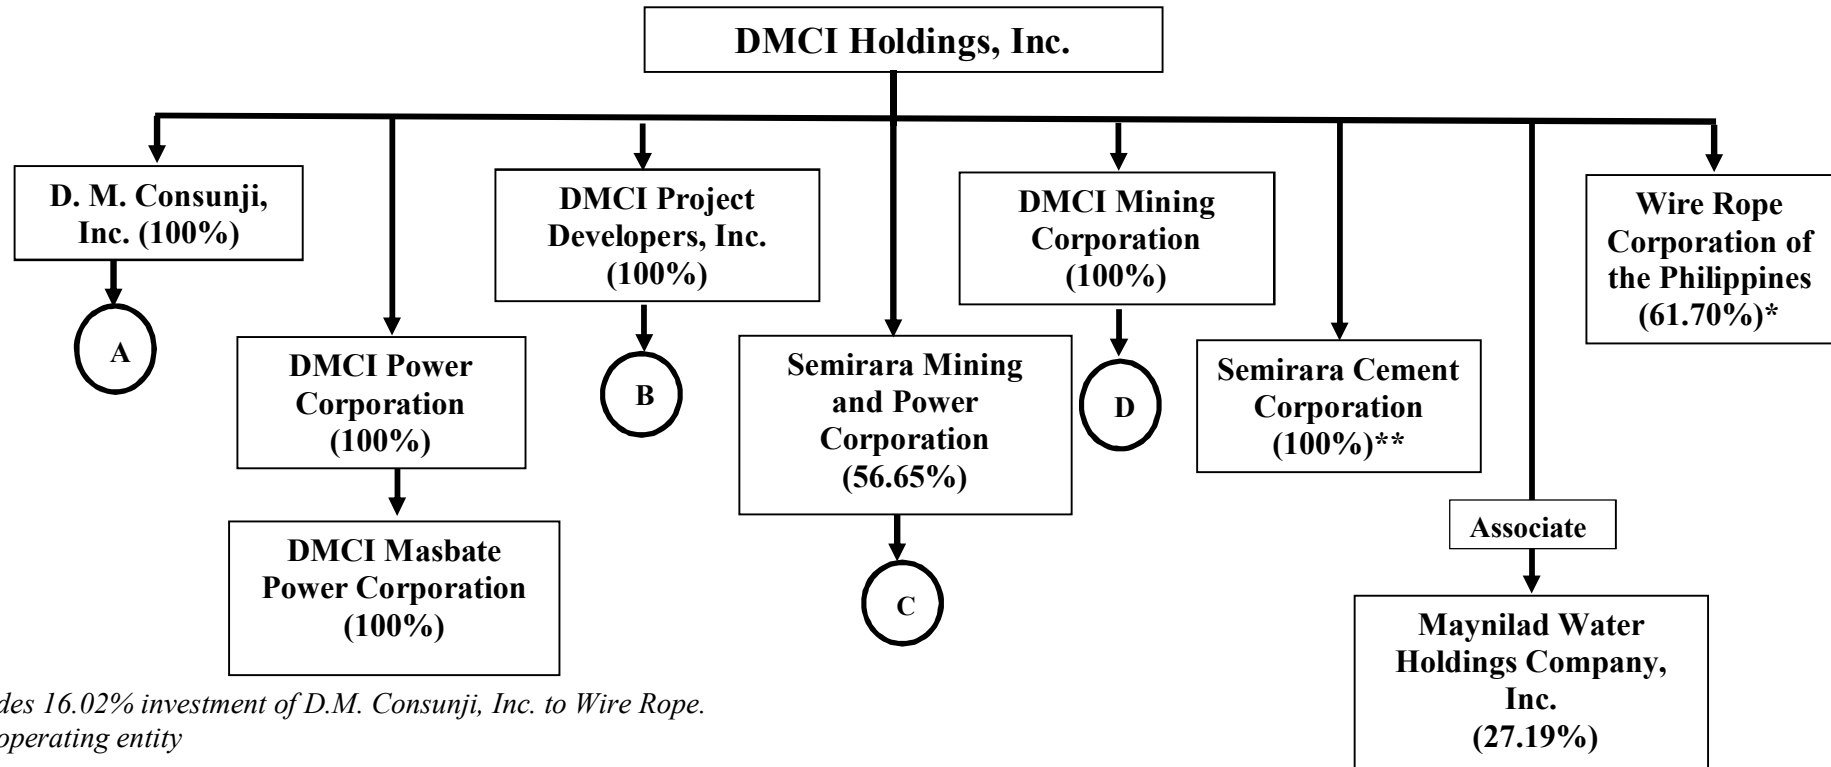 DMCI Holdings, Inc.
D. M. Consunji,
Inc. (100%)
A
DMCI Power
Corporation
(100%)
DMCI Masbate
Power Corporation
(100%)
DMCI Project
Developers, Inc.
(100%)
B
Semirara Mining
and Power
Corporation
(56.65%)
C
DMCI Mining
Corporation
(100%)
D
Semirara Cement
Corporation
(100%)**
Associate
Maynilad Water
Holdings Company,
Inc.
(27.19%)
Wire Rope
Corporation of
the Philippines
(61.70%)*
16.02% investment of D.M. Consunji, Inc. to Wire Rope.
operating entity